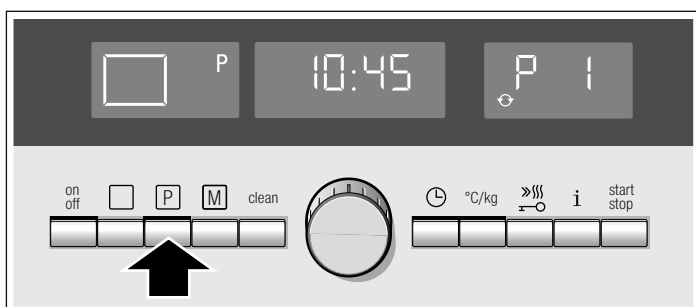 P 10:45 P 1
on
off
P M clean °C/kg i start
stop